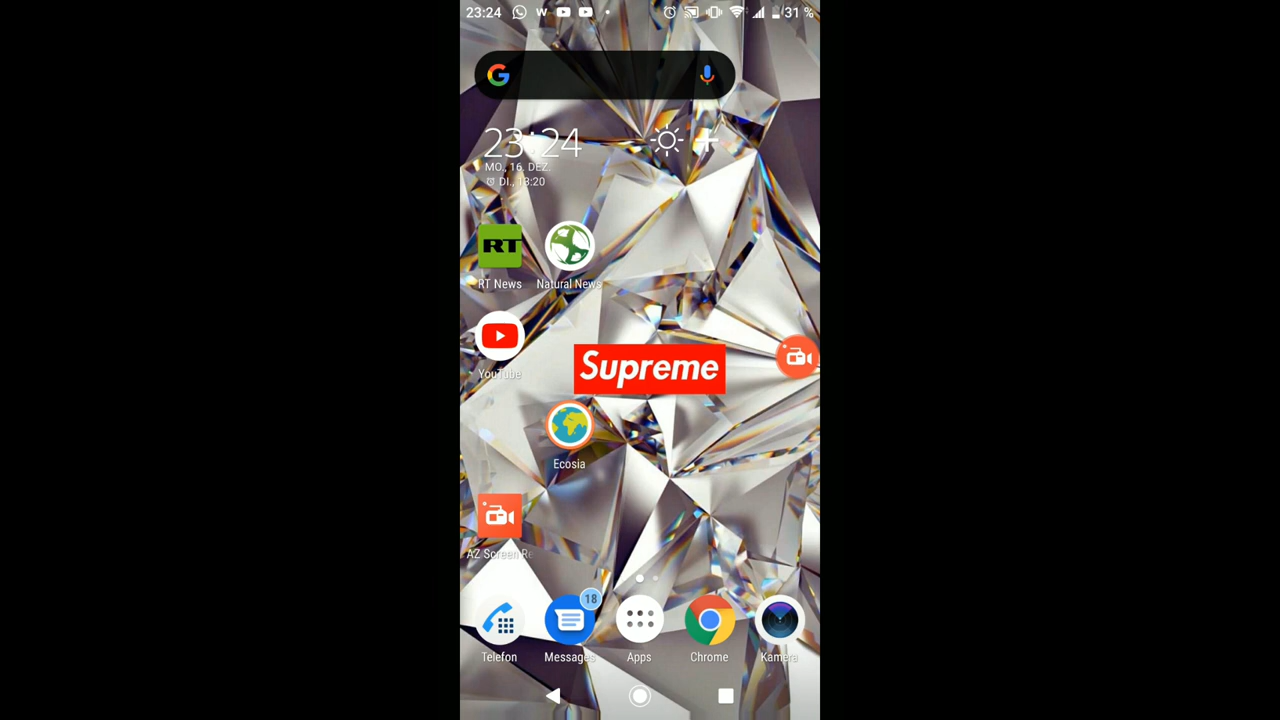 23:24 W 31 %
G
23:24
MO., 16. DEZ.
DI., 13:20
RT
RT News Natural News
YouTube
Supreme
Ecosia
AZ Screen Re
18
Telefon Messages Apps Chrome Kamera